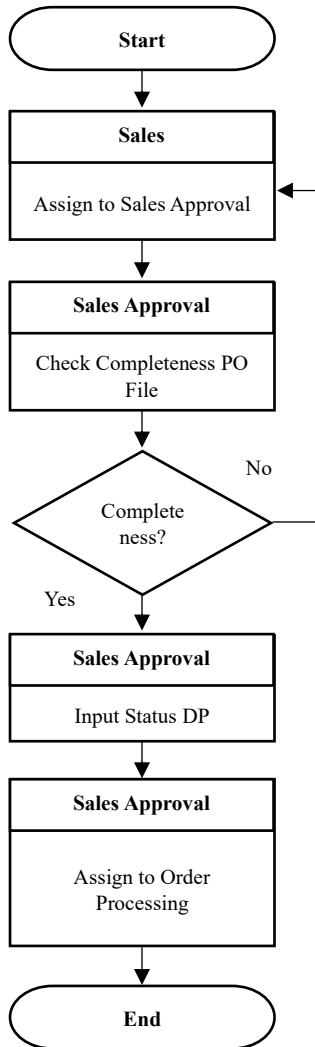 Start
Sales
Assign to Sales Approval
Sales Approval
Check Completeness PO
File
No
Complete
ness?
Yes
Sales Approval
Input Status DP
Sales Approval
Assign to Order
Processing
End